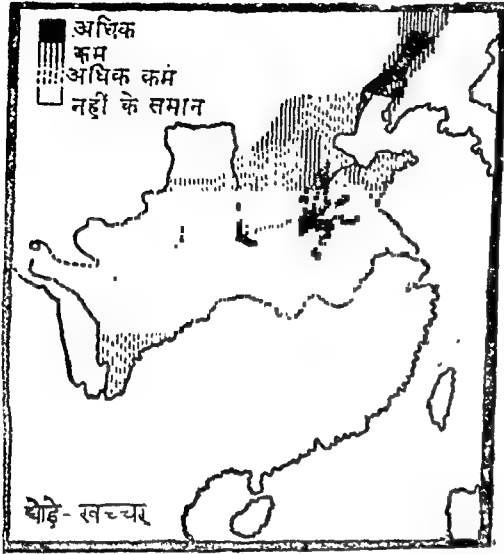 अधिक
कम
अधिक कमं
नहीं के समान
घोड़े - खच्चर